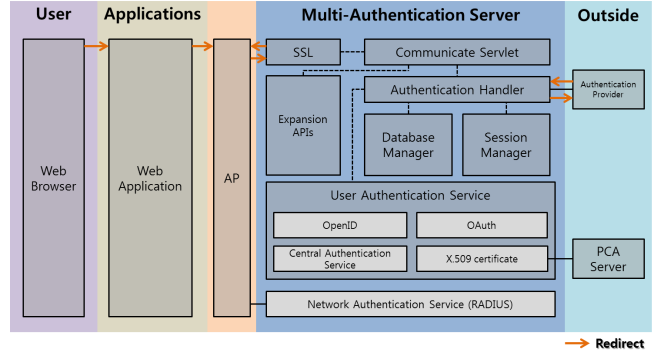 User
Applications
Multi-Authentication Server
Outside
SSL
Communicate Servlet
Authentication Handler
Authentication
Provider
Expansion
APIs
Database
Manager
Session
Manager
Web
Browser
Web
Application
AP
User Authentication Service
OpenID
OAuth
Central Authentication
Service
X.509 certificate
PCA
Server
Network Authentication Service (RADIUS)
Redirect